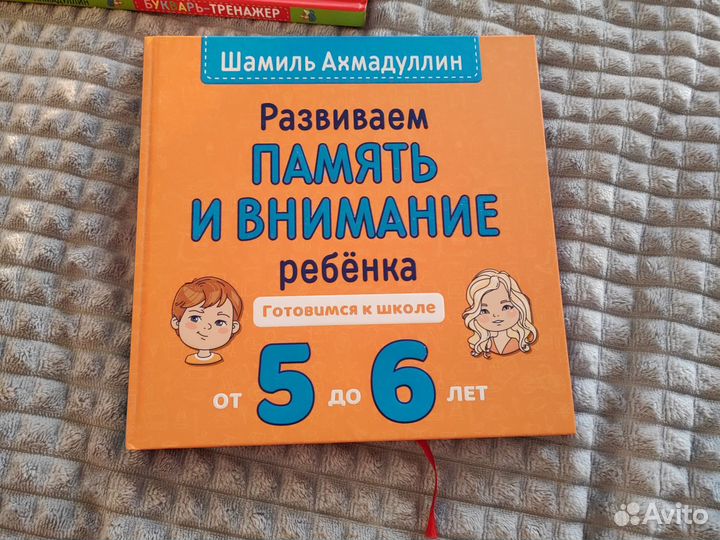 БУКВАРЬ-ТРЕНАЖЕР
Шамиль Ахмадуллин
Развиваем
ПАМЯТЬ
И ВНИМАНИЕ
ребёнка
Готовимся к школе
от 5 до 6 лет
Avito